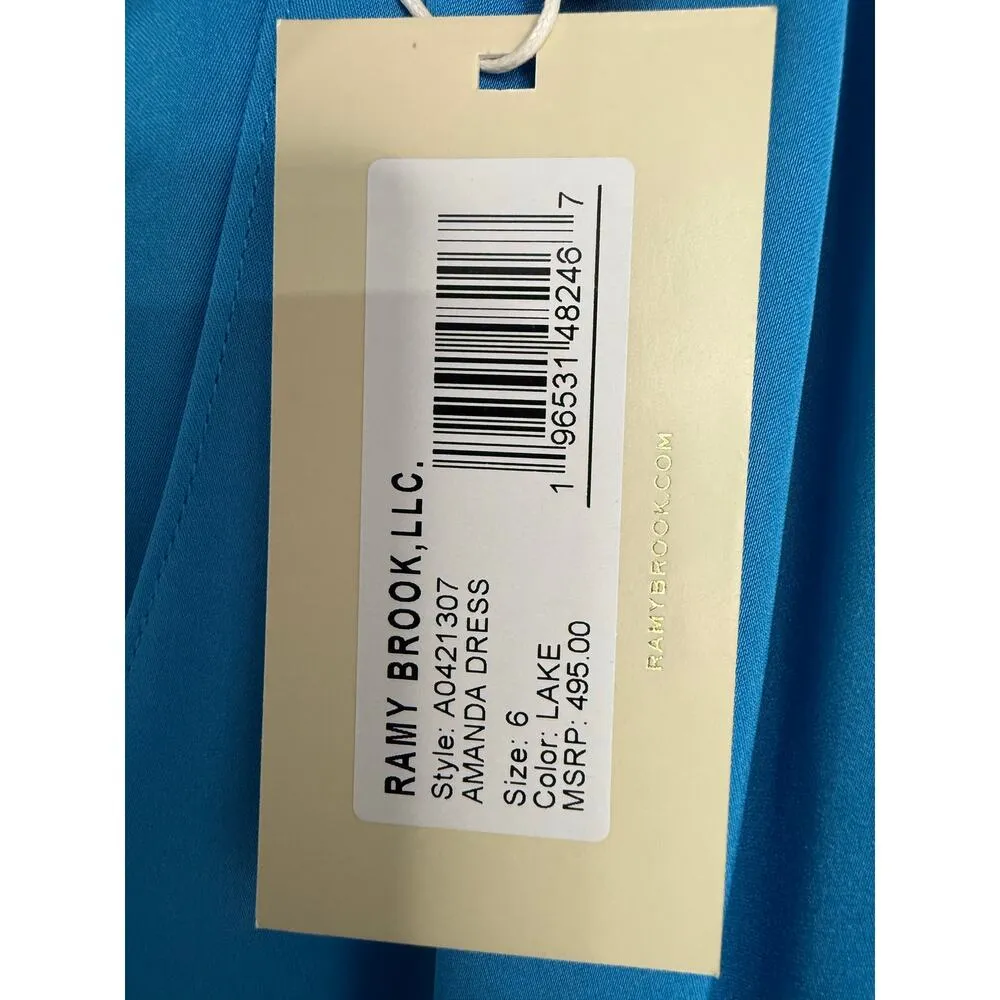 RAMY BROOK,LLC.
Style: A0421307
AMANDA DRESS
Size: 6
Color: LAKE
MSRP: 495.00
1 96531 48246 7
RAMYBROOK.COM